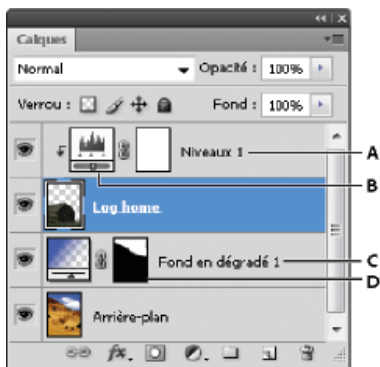 Calques
Normal Opacité : 100%
Verrou : Fond : 100%
Niveaux 1 A
B
Log home
Fond en dégradé 1 C
D
Arrière-plan
fx.